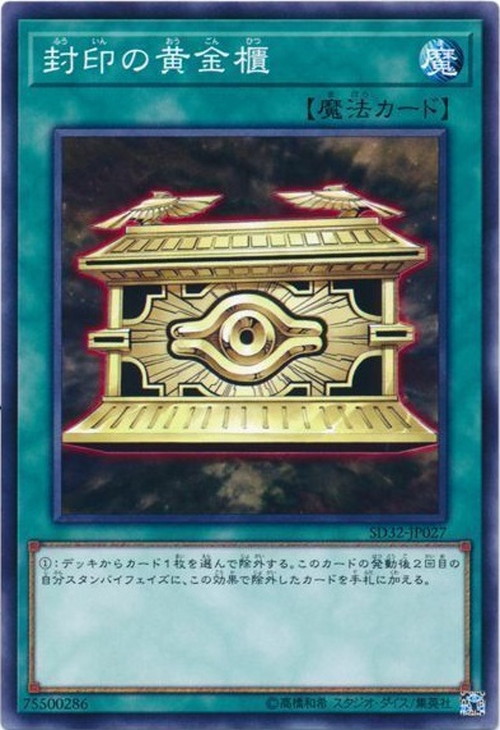 封印の黄金櫃
魔
【魔法カード】
SD32-JP027
①:デッキからカード1枚を選んで除外する。このカードの発動後2回目の
自分スタンバイフェイズに、この効果で除外したカードを手札に加える。
75500286
©高橋和希 スタジオ・ダイス/集英社